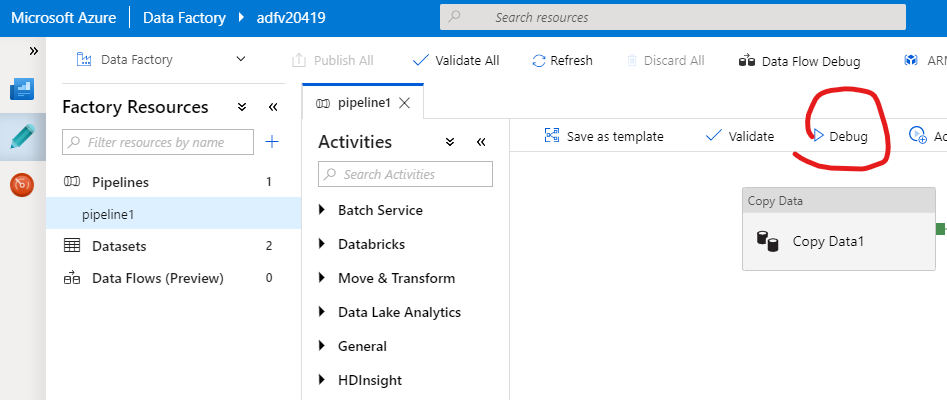 Microsoft Azure Data Factory ▸ adfv20419 Search resources
Data Factory Publish All Validate All Refresh Discard All Data Flow Debug ARM
Factory Resources
Filter resources by name
Pipelines 1
pipeline1
Datasets 2
Data Flows (Preview) 0
pipeline1
Activities
Search Activities
Batch Service
Databricks
Move & Transform
Data Lake Analytics
General
HDInsight
Save as template Validate Debug
Copy Data
Copy Data1